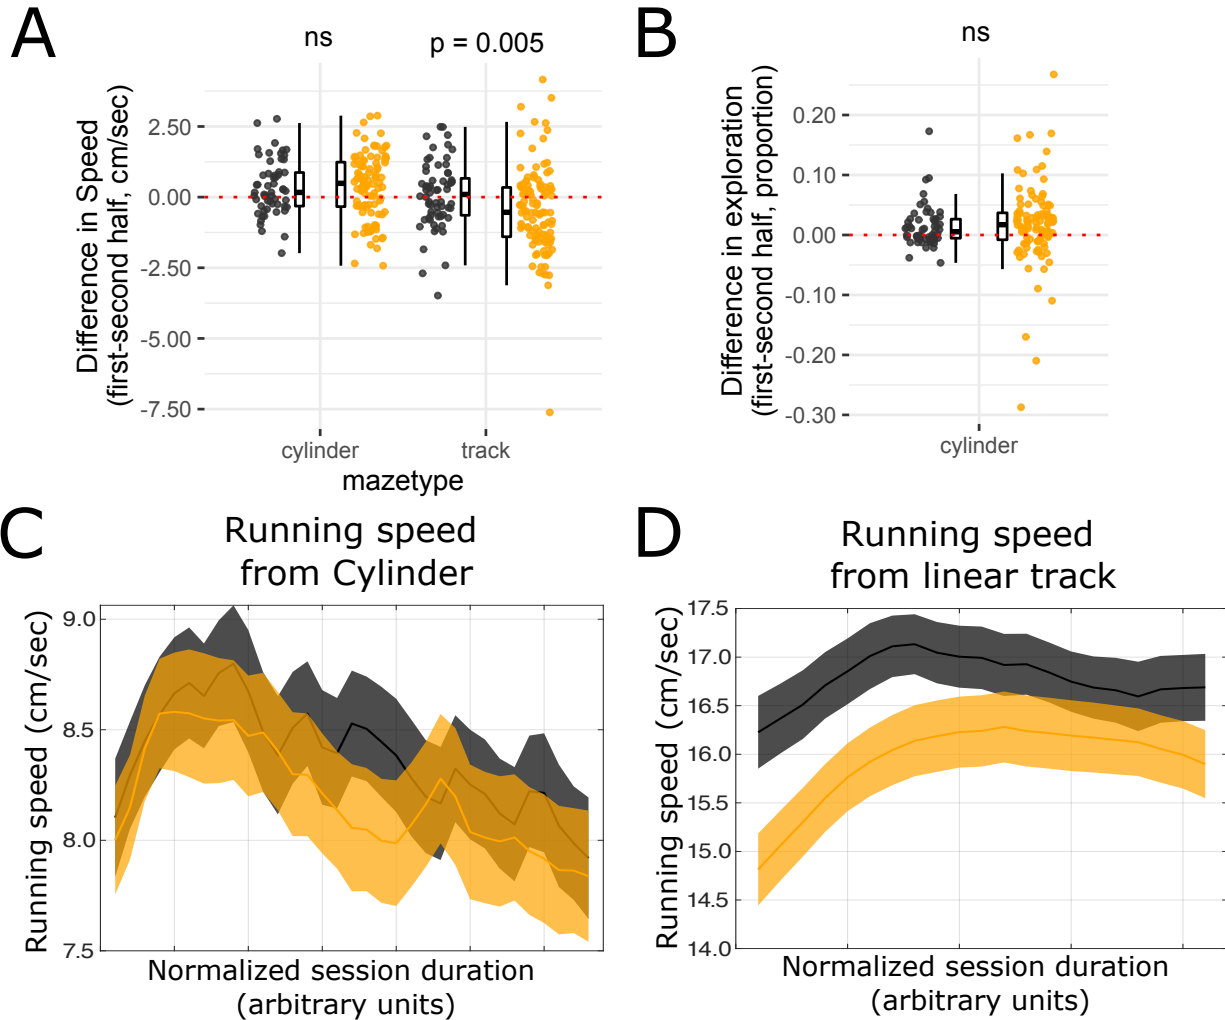 A
ns
p = 0.005
Difference in Speed
(first-second half, cm/sec)
2.50
0.00
-2.50
-5.00
-7.50
cylinder
track
mazetype
B
ns
Difference in exploration
(first-second half, proportion)
0.20
0.10
0.00
-0.10
-0.20
-0.30
cylinder
C
Running speed
from Cylinder
Running speed (cm/sec)
9.0
8.5
8.0
7.5
Normalized session duration
(arbitrary units)
D
Running speed
from linear track
Running speed (cm/sec)
17.5
17.0
16.5
16.0
15.5
15.0
14.5
14.0
Normalized session duration
(arbitrary units)